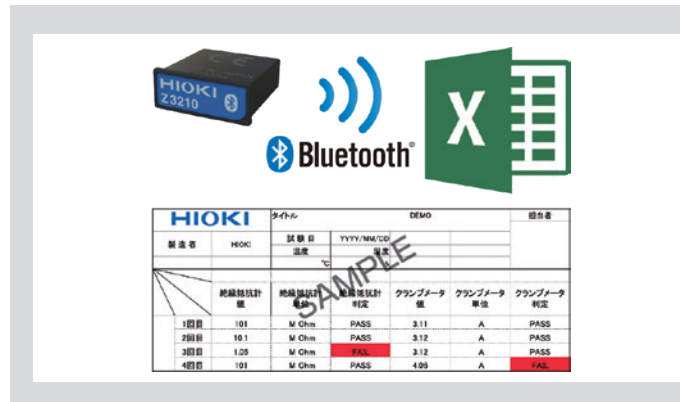 CE
HIOKI
Z3210
Bluetooth®
X
HIOKI タイトル DEMO 担当者
製造者 HIOKI 試験日 YYYY/MM/DD
温度 湿度
℃
SAMPLE
絶縁抵抗計 値 絶縁抵抗計 単位 絶縁抵抗計 判定 クランプメータ 値 クランプメータ 単位 クランプメータ 判定
1回目 101 M Ohm PASS 3.11 A PASS
2回目 10.1 M Ohm PASS 3.12 A PASS
3回目 1.05 M Ohm FAIL 3.12 A PASS
4回目 101 M Ohm PASS 4.06 A FAIL